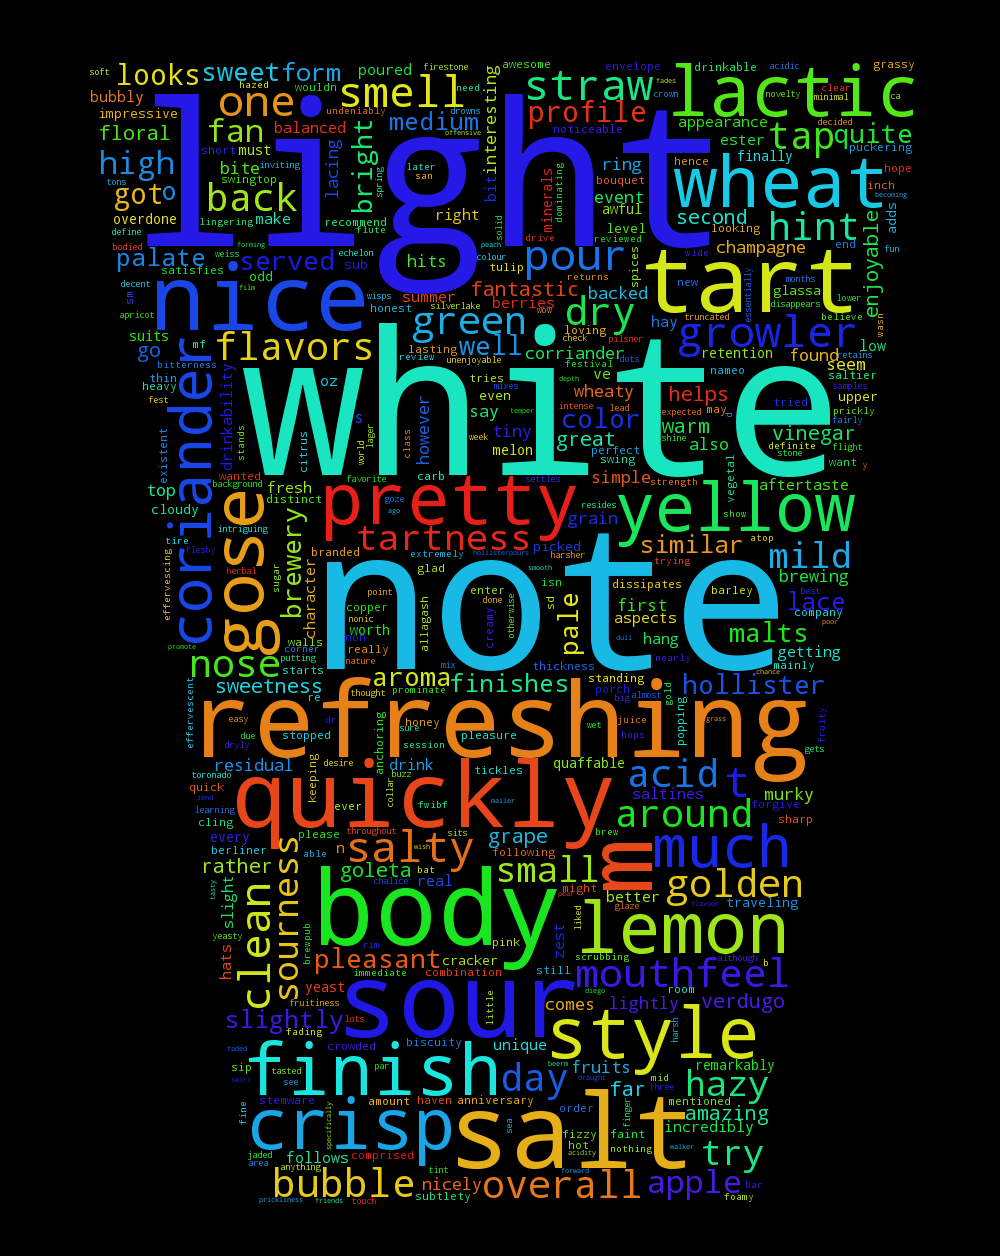 soft looks sweet form poured wouldn undeniably firestone need awesome envelope drinkable acidic grassy
hazed smell straw fades crown novelty clear minimal ca lactic
bubbly impressive one light drowns offensive interesting profile noticeable decided
floral fan balanced medium appearance tap quite
high short must lacing bright later san ester puckering
tons bite swingtop inviting spring bit dominating minerals ring event bouquet hence finally wheat inch hope becoming
got o back lingering make recommend flute right solid awful level second hint adds
overdone define drive reviewed looking champagne end fun enjoyable
bodied weiss forming echelon peach colour pour spices wide tart
palate satisfies served sub hits tulip returns new essentially months glassa disappears lower
decent sm odd film wisps summer silverlake wow fantastic berries backed
apricot nice honest green loving check dry hay truncated growler believe wasn
suits mf flavors review lasting well pilsner corriander festival retention found seem low
go bitterness thin heavy oz unenjoyable tries mixes depth ve dots wheaty nameo retains saltier
fest drinkability s even intense lead helps may expected d samples upper prickly
existent coriander stands citrus world lager class however say temper tiny color warm tried vinegar fairly
white week melon great perfect shine also definite stone flight
wanted background favorite carb settles swing simple strength vegetal want y
top distinct fresh goze pretty resides yellow show aftertaste
cloudy intriguing ago tartness grain similar atop
tire fleshy gosse brewery branded extremely hollisterpours picked harsher trying mild
effervescing herbal sugar character point glad smooth isn dissipates barley brewing
copper nonic done enter otherwise sd first aspects lace best company
note worth allagash creamy pale hang malts poor
promote walls corner non really dull getting
nose starts putting nature mix thickness nearly mainly chance
sweetness re thought aroma prominate finishes standing porch hollister
effervescent easy honey big almost gold popping fruity
refreshing due dr sure wet juice grass
dryly stopped anchoring session pleasure hops gets
toronado residual keeping desire drink tickles quaffable acid t murky
quick lend quickly collar buzz mailer saltines forgive
learning cling ever fwibf around sharp
every please throughout sits brew
berliner able n salty wish grape following m much
rather goleta bat real small might
tasty slight sourness chalice pear better glaze golden flavour traveling
clean body liked lemon
yeasty brewpub rim pink zest scrubbing although b
hats pleasant immediate combination cracker still mouthfeel room
yeast fruitiness little diego verdugo
slightly lots sour comes lightly harsh
faded fading crowded biscuity unique style
sip smiri finish tasted see par beerm draught fruits day mid three remarkably
stemware amount haven anniversary far hazy mentioned
fine specifically crisp sea order finger amazing
jaded area follows comprised fizzy hot acidity faint nothing walker incredibly try
anything salt
bubble tint nicely forward apple bar
prickliness friends touch subtlety overall foamy